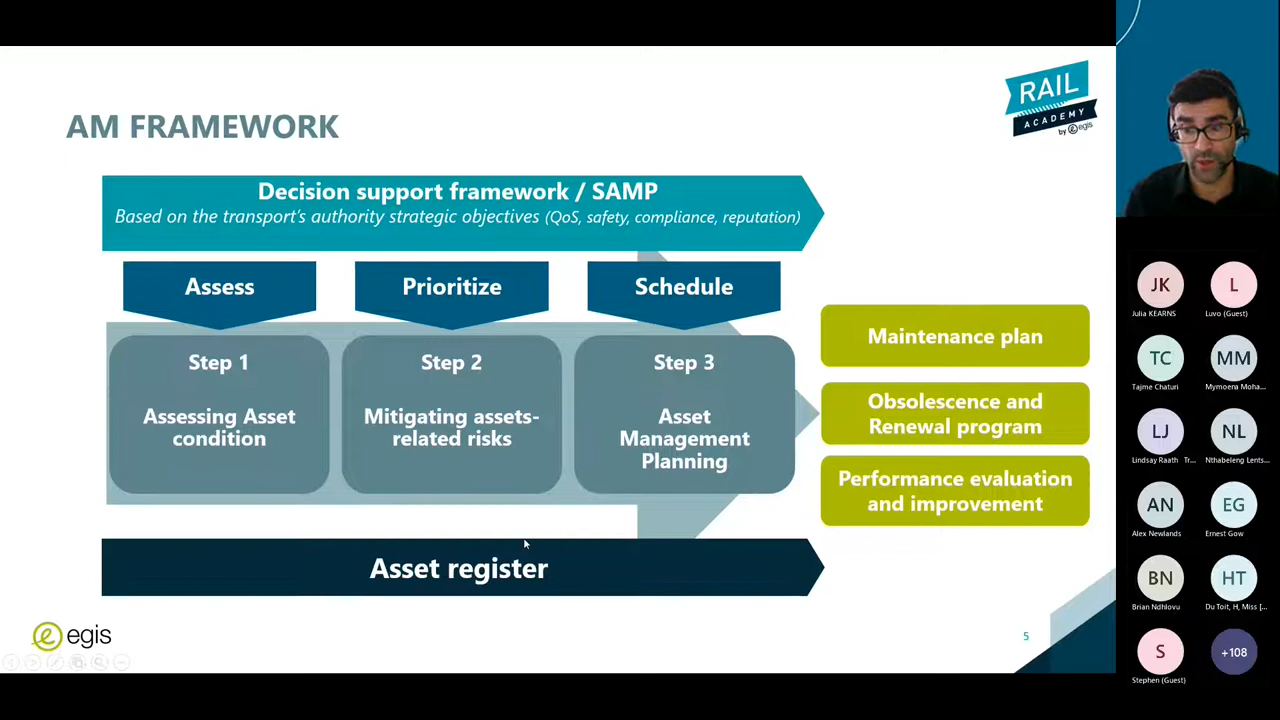 RAIL
ACADEMY
by egis
AM FRAMEWORK
Decision support framework / SAMP
Based on the transport's authority strategic objectives (QoS, safety, compliance, reputation)
Assess
Prioritize
Schedule
Step 1
Assessing Asset
condition
Step 2
Mitigating assets-
related risks
Step 3
Asset
Management
Planning
Maintenance plan
Obsolescence and
Renewal program
Performance evaluation
and improvement
Asset register
egis
5
JK
Julia KEARNS
L
Luvo (Guest)
TC
Tajme Chaturi
MM
Mymoena Moha...
LJ
Lindsay Raath Tr...
NL
Nthabeleng Lents...
AN
Alex Newlands
EG
Ernest Gow
BN
Brian Ndhlovu
HT
Du Toit, H, Miss [...
S
Stephen (Guest)
+108